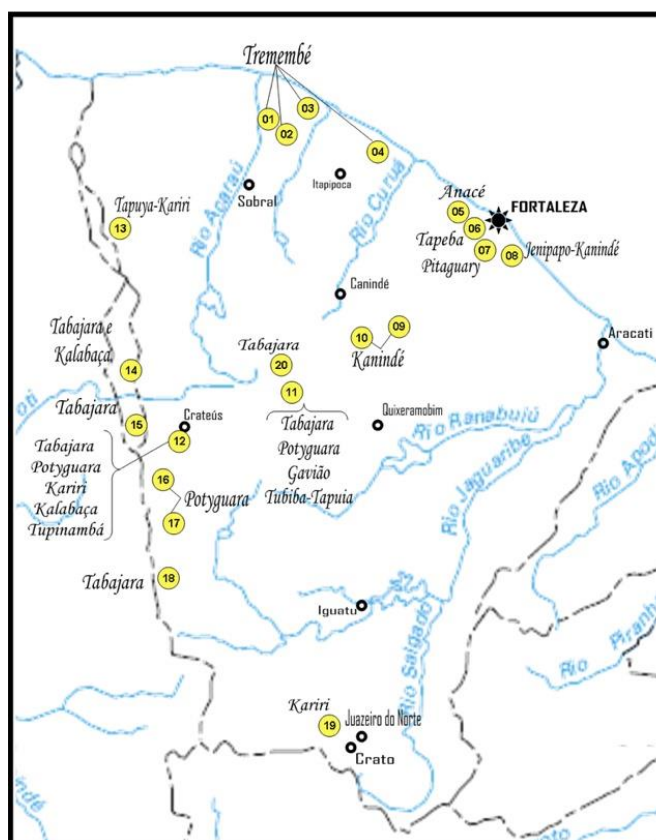 Tremembé
03
01
02
04
Itapipoca
Sobral
Rio Acaraú
Rio Curuá
Anacé
05
FORTALEZA
06
Tapeba
07
Pitaguary
08
Jenipapo-Kanindé
Tapuya-Kariri
13
Canindé
09
10
Kanindé
Aracati
Tabajara e
Kalabaça
14
Tabajara
20
11
Tabajara
Potyguara
Gavião
Tubiba-Tapuia
oti
Tabajara
15
Crateús
12
Quixeramobim
Rio Banabuiú
Rio Jaguaribe
Rio Apodi
Tabajara
Potyguara
Kariri
Kalabaça
Tupinambá
16
Potyguara
17
Tabajara
18
Iguatu
Rio Salgado
Rio Piranh
Kariri
19
Juazeiro do Norte
Crato
indé